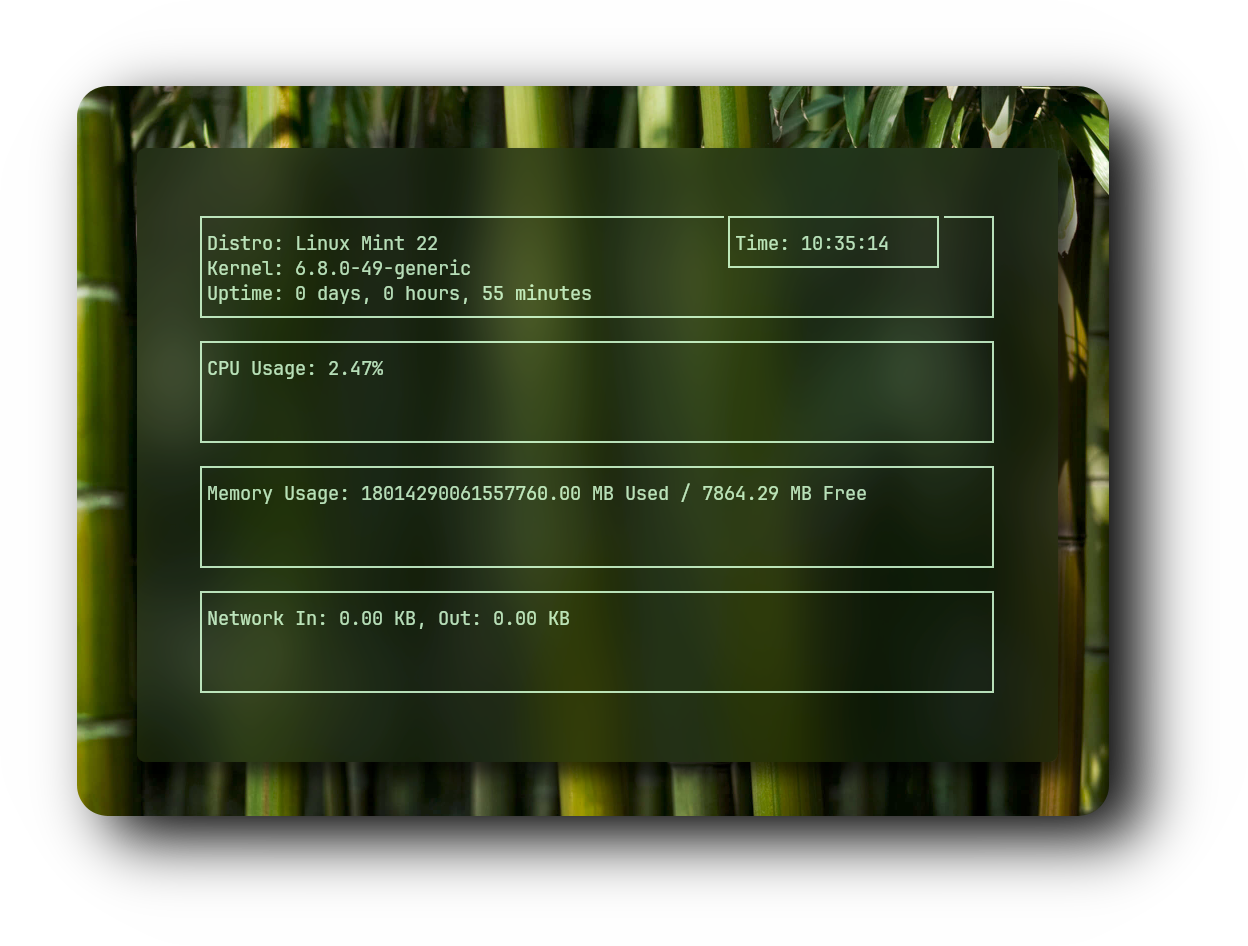 Distro: Linux Mint 22
Time: 10:35:14
Kernel: 6.8.0-49-generic
Uptime: 0 days, 0 hours, 55 minutes
CPU Usage: 2.47%
Memory Usage: 18014290061557760.00 MB Used / 7864.29 MB Free
Network In: 0.00 KB, Out: 0.00 KB